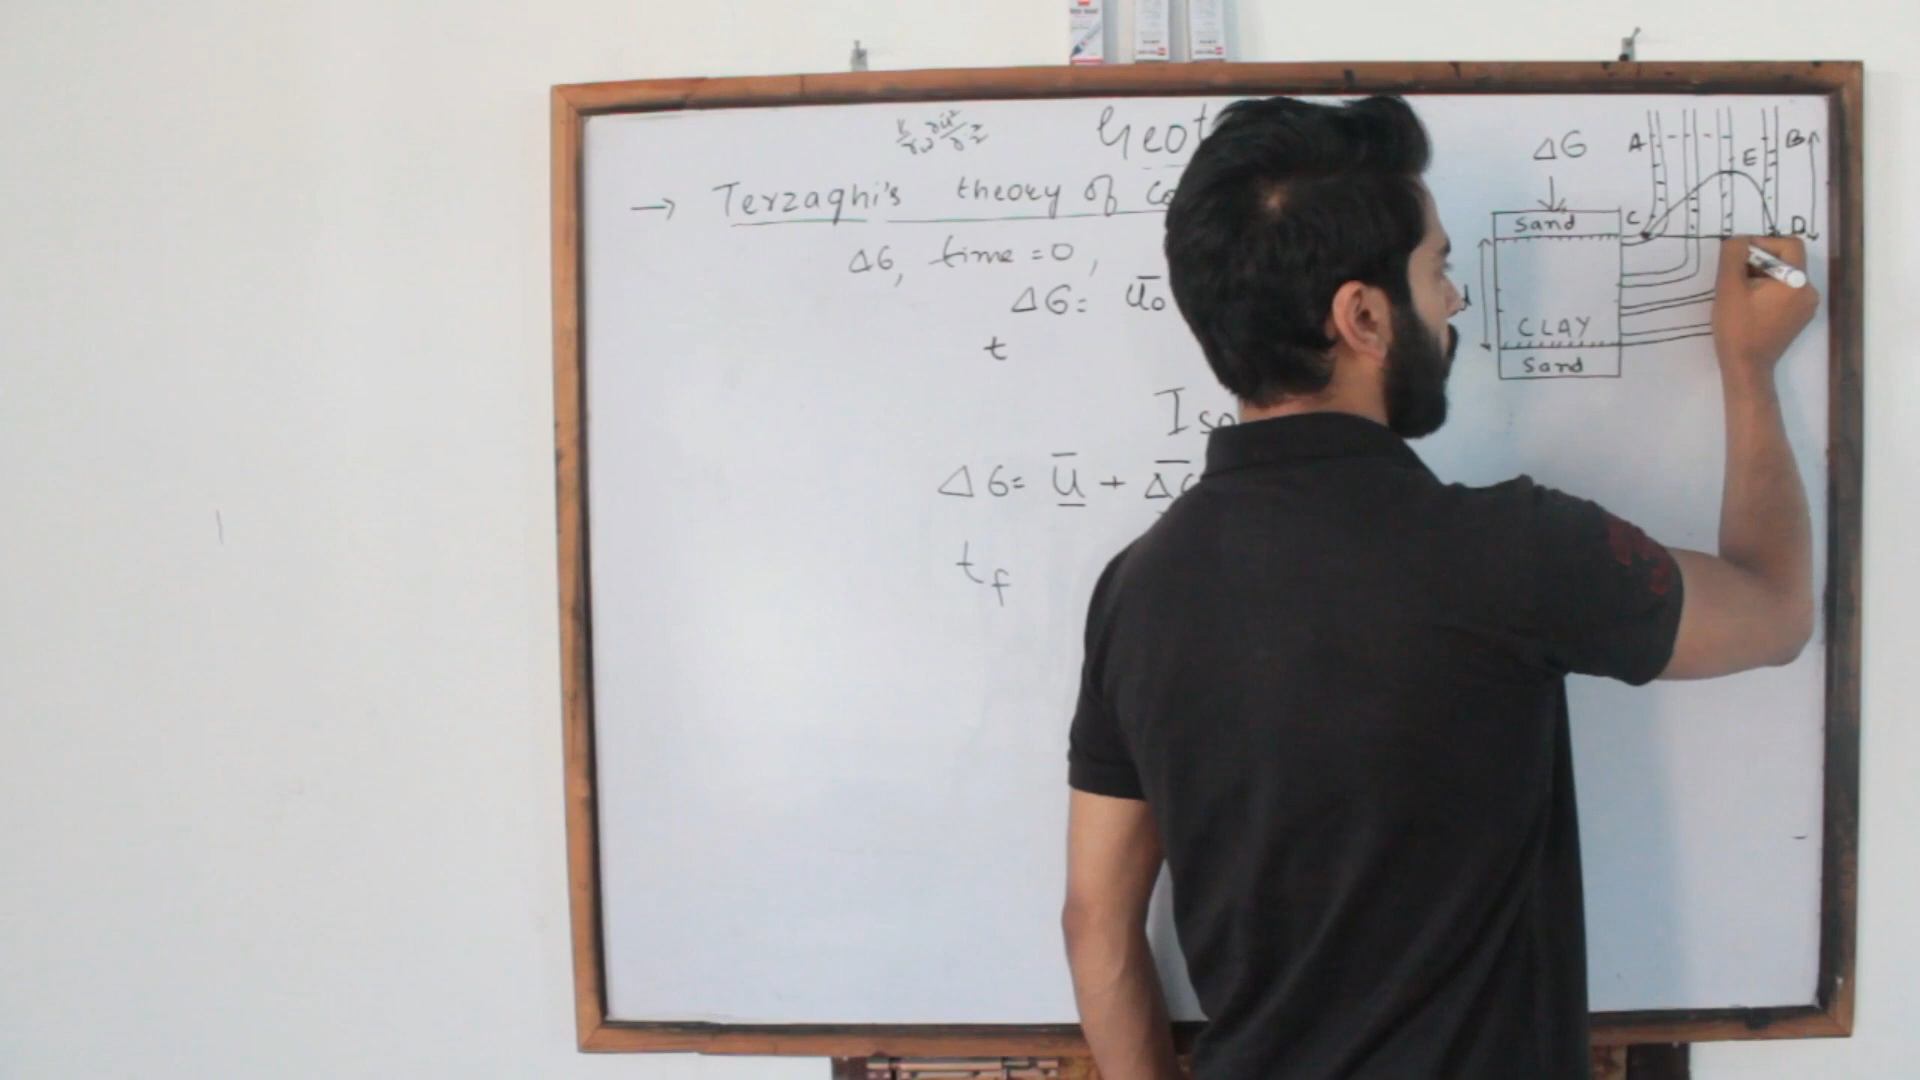 Geot
→ Terzaghi's theory of Co
ΔG, time = 0,
ΔG = ū₀
t
Iso
ΔG = ū + Δ̄G
t_f
ΔG
A
E
B
C
D
Sand
d
CLAY
Sand